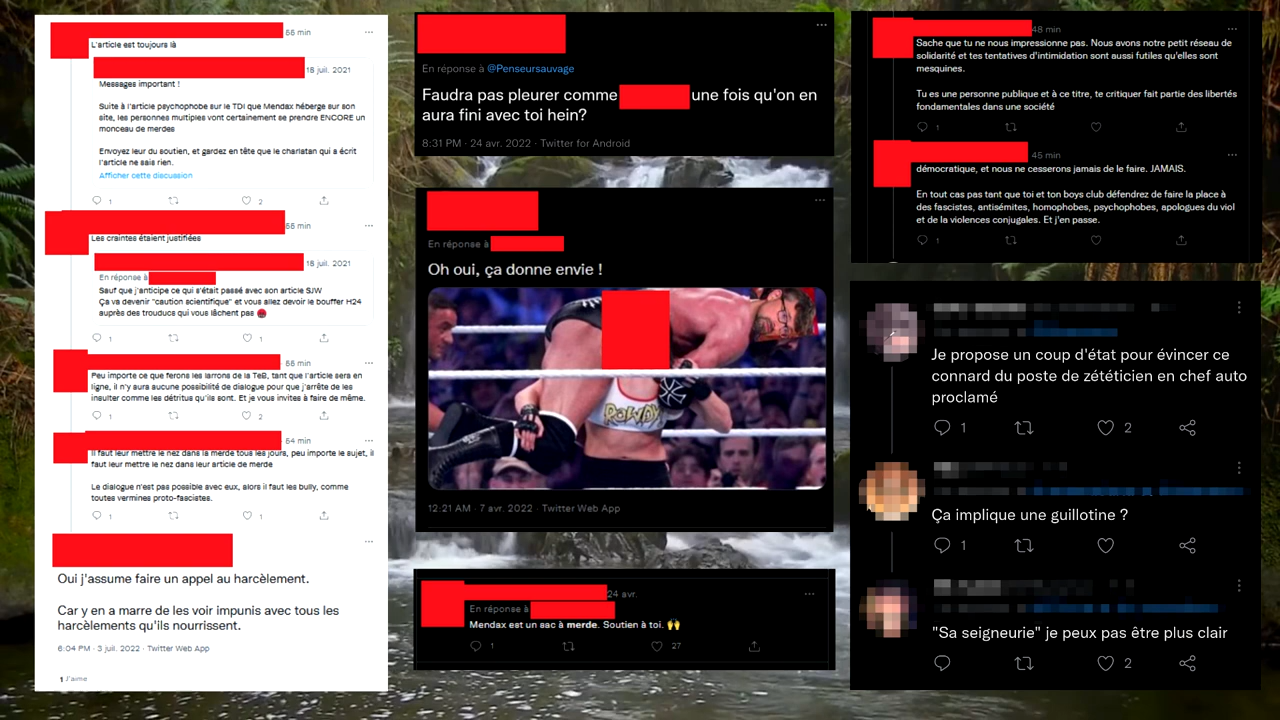 55 min
L'article est toujours là
18 juil. 2021
Messages important !
Suite à l'article psychophobe sur le TDI que Mendax héberge sur son
site, les personnes multiples vont certainement se prendre ENCORE un
monceau de merdes
Envoyez leur du soutien, et gardez en tête que le charlatan qui a écrit
l'article ne sais rien.
Afficher cette discussion
1 2
55 min
Les craintes étaient justifiées
18 juil. 2021
En réponse à
Sauf que j'anticipe ce qui s'était passé avec son article SJW
Ça va devenir "caution scientifique" et vous allez devoir le bouffer H24
auprès des trouducs qui vous lâchent pas 😡
1 1
55 min
Peu importe ce que ferons les larrons de la TeB, tant que l'article sera en
ligne, il n'y aura aucune possibilité de dialogue pour que j'arrête de les
insulter comme les détritus qu'ils sont. Et je vous invites à faire de même.
1 2
54 min
Il faut leur mettre le nez dans la merde tous les jours, peu importe le sujet, il
faut leur mettre le nez dans leur article de merde
Le dialogue n'est pas possible avec eux, alors il faut les bully, comme
toutes vermines proto-fascistes.
1 1
Oui j'assume faire un appel au harcèlement.
Car y en a marre de les voir impunis avec tous les
harcèlements qu'ils nourrissent.
6:04 PM · 3 juil. 2022 · Twitter Web App
1 J'aime
En réponse à @Penseursauvage
Faudra pas pleurer comme une fois qu'on en
aura fini avec toi hein?
8:31 PM · 24 avr. 2022 · Twitter for Android
En réponse à
Oh oui, ça donne envie !
ROWDY
12:21 AM · 7 avr. 2022 · Twitter Web App
24 avr.
En réponse à
Mendax est un sac à merde. Soutien à toi. 🙌
1 27
48 min
Sache que tu ne nous impressionne pas. Nous avons notre petit réseau de
solidarité et tes tentatives d'intimidation sont aussi futiles qu'elles sont
mesquines.
Tu es une personne publique et à ce titre, te critiquer fait partie des libertés
fondamentales dans une société
1
45 min
démocratique, et nous ne cesserons jamais de le faire. JAMAIS.
En tout cas pas tant que toi et ton boys club défendrez de faire la place à
des fascistes, antisémites, homophobes, psychophobes, apologues du viol
et de la violences conjugales. Et j'en passe.
1
Je propose un coup d'état pour évincer ce
connard du poste de zététicien en chef auto
proclamé
1 2
Ça implique une guillotine ?
1
"Sa seigneurie" je peux pas être plus clair
2